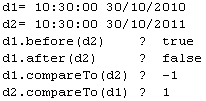 d1= 10:30:00 30/10/2010
d2= 10:30:00 30/10/2011
d1.before(d2)    ?  true
d1.after(d2)     ?  false
d1.compareTo(d2) ?  -1
d2.compareTo(d1) ?  1